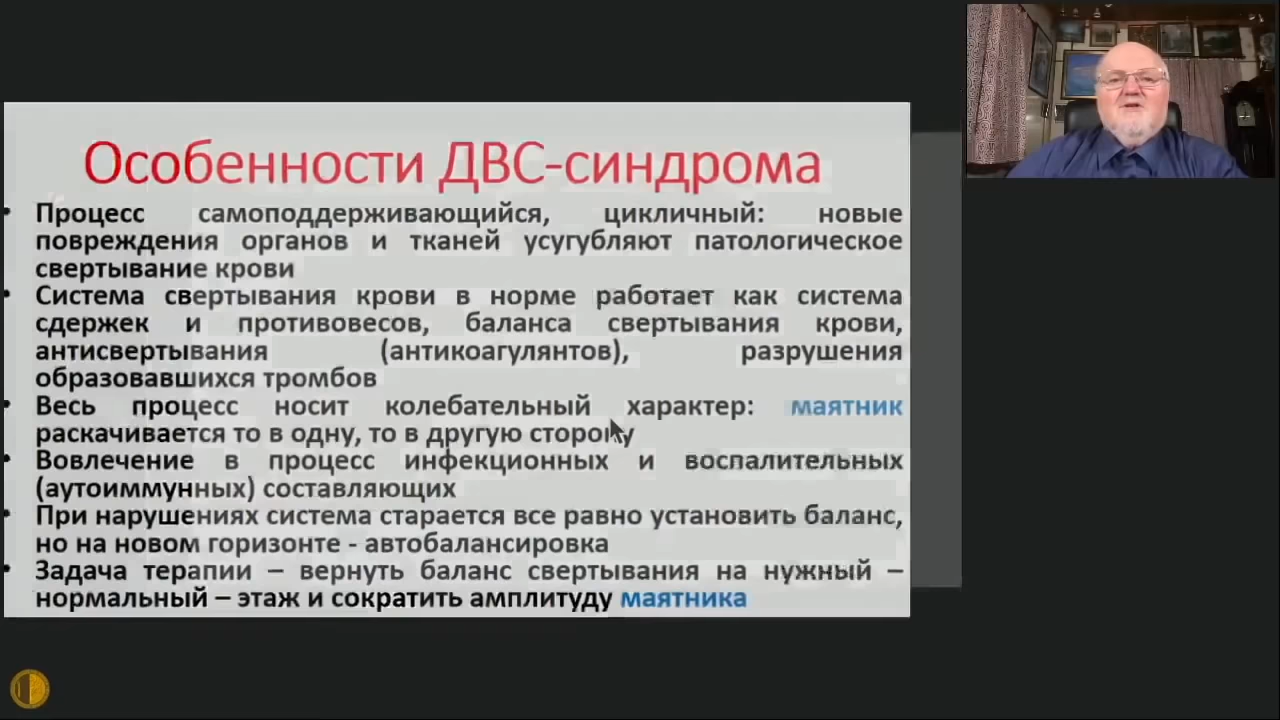 Особенности ДВС-синдрома
• Процесс самоподдерживающийся, цикличный: новые
повреждения органов и тканей усугубляют патологическое
свертывание крови
• Система свертывания крови в норме работает как система
сдержек и противовесов, баланса свертывания крови,
антисвертывания (антикоагулянтов), разрушения
образовавшихся тромбов
• Весь процесс носит колебательный характер: маятник
раскачивается то в одну, то в другую сторону
• Вовлечение в процесс инфекционных и воспалительных
(аутоиммунных) составляющих
• При нарушениях система старается все равно установить баланс,
но на новом горизонте - автобалансировка
• Задача терапии – вернуть баланс свертывания на нужный –
нормальный – этаж и сократить амплитуду маятника